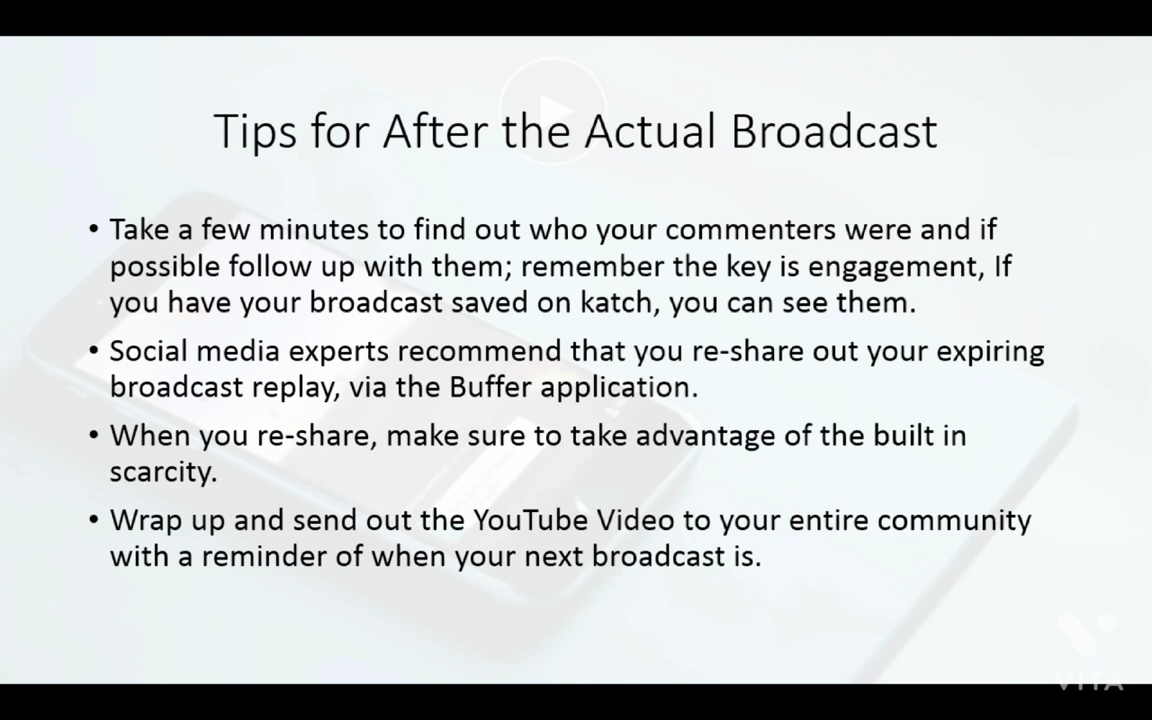 Tips for After the Actual Broadcast
• Take a few minutes to find out who your commenters were and if
possible follow up with them; remember the key is engagement, If
you have your broadcast saved on katch, you can see them.
• Social media experts recommend that you re-share out your expiring
broadcast replay, via the Buffer application.
• When you re-share, make sure to take advantage of the built in
scarcity.
• Wrap up and send out the YouTube Video to your entire community
with a reminder of when your next broadcast is.
VITA